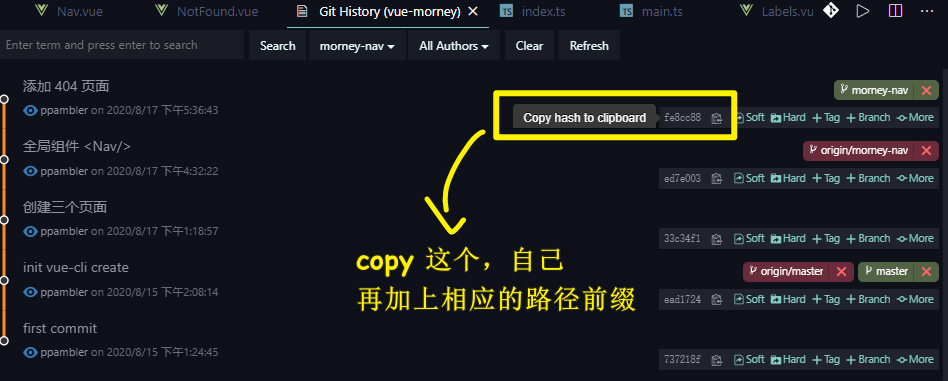 Nav.vue NotFound.vue Git History (vue-morney) index.ts main.ts Labels.vu
Enter term and press enter to search Search morney-nav All Authors Clear Refresh
添加 404 页面 morney-nav
ppambler on 2020/8/17 下午5:36:43 Copy hash to clipboard fe8cc88 Soft Hard Tag Branch More
全局组件 <Nav/> origin/morney-nav
ppambler on 2020/8/17 下午4:32:22 ed7e003 Soft Hard Tag Branch More
创建三个页面
ppambler on 2020/8/17 下午1:18:57 33c34f1 Soft Hard Tag Branch More
copy 这个，自己
init vue-cli create origin/master master
ppambler on 2020/8/15 下午2:08:14 ead1724 Soft Hard Tag Branch More
再加上相应的路径前缀
first commit
ppambler on 2020/8/15 下午1:24:45 737218f Soft Hard Tag Branch More